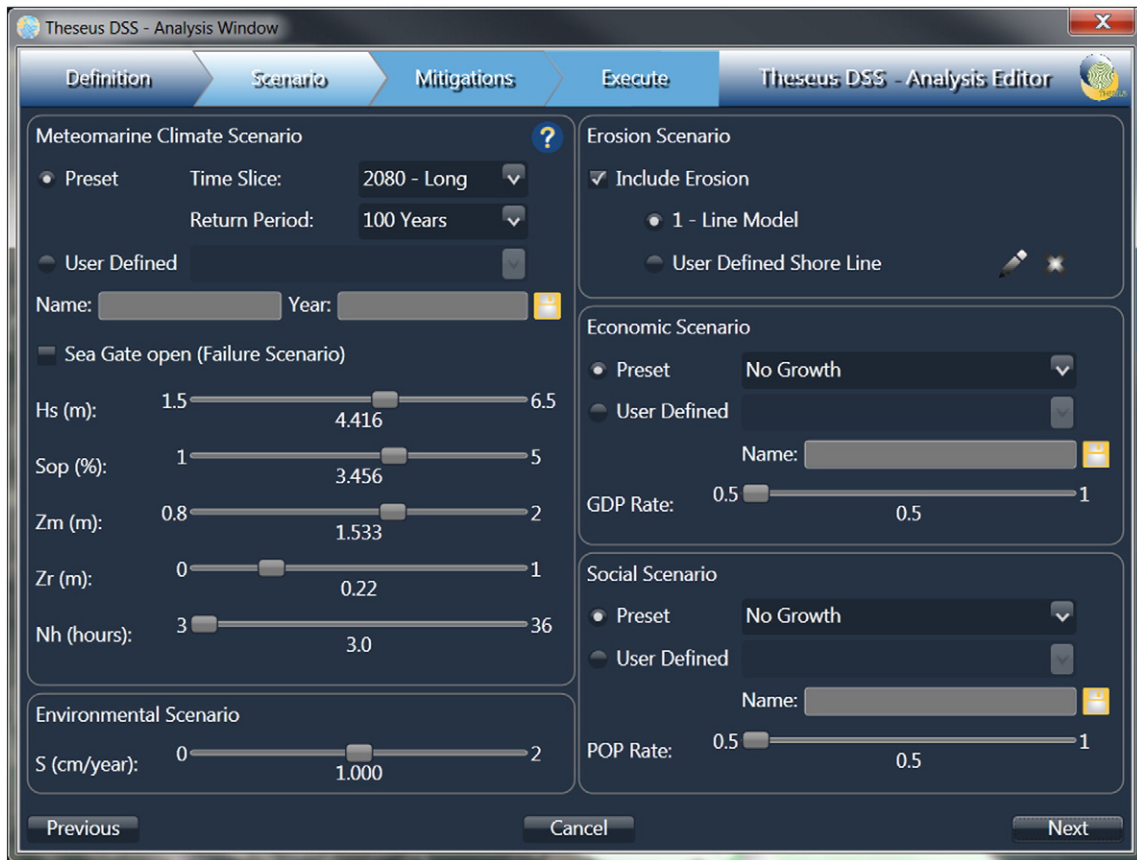 Theseus DSS - Analysis Window
Definition
Scenario
Mitigations
Execute
Theseus DSS - Analysis Editor
THESEUS
Meteomarine Climate Scenario
?
Preset
Time Slice:
2080 - Long
Return Period:
100 Years
User Defined
Name:
Year:
Sea Gate open (Failure Scenario)
Hs (m):
1.5
6.5
4.416
Sop (%):
1
5
3.456
Zm (m):
0.8
2
1.533
Zr (m):
0
1
0.22
Nh (hours):
3
36
3.0
Environmental Scenario
S (cm/year):
0
2
1.000
Erosion Scenario
Include Erosion
1 - Line Model
User Defined Shore Line
Economic Scenario
Preset
No Growth
User Defined
Name:
GDP Rate:
0.5
1
0.5
Social Scenario
Preset
No Growth
User Defined
Name:
POP Rate:
0.5
1
0.5
Previous
Cancel
Next